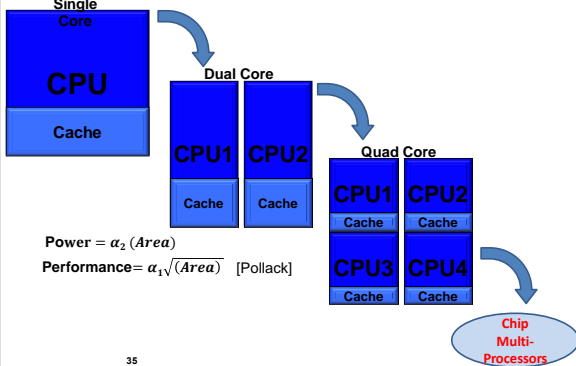 Single
Core
CPU
Cache
Dual Core
CPU1 CPU2
Cache Cache
Quad Core
CPU1 CPU2
Cache Cache
CPU3 CPU4
Cache Cache
Power = α₂ (Area)
Performance= α₁√(Area) [Pollack]
Chip
Multi-
Processors
35